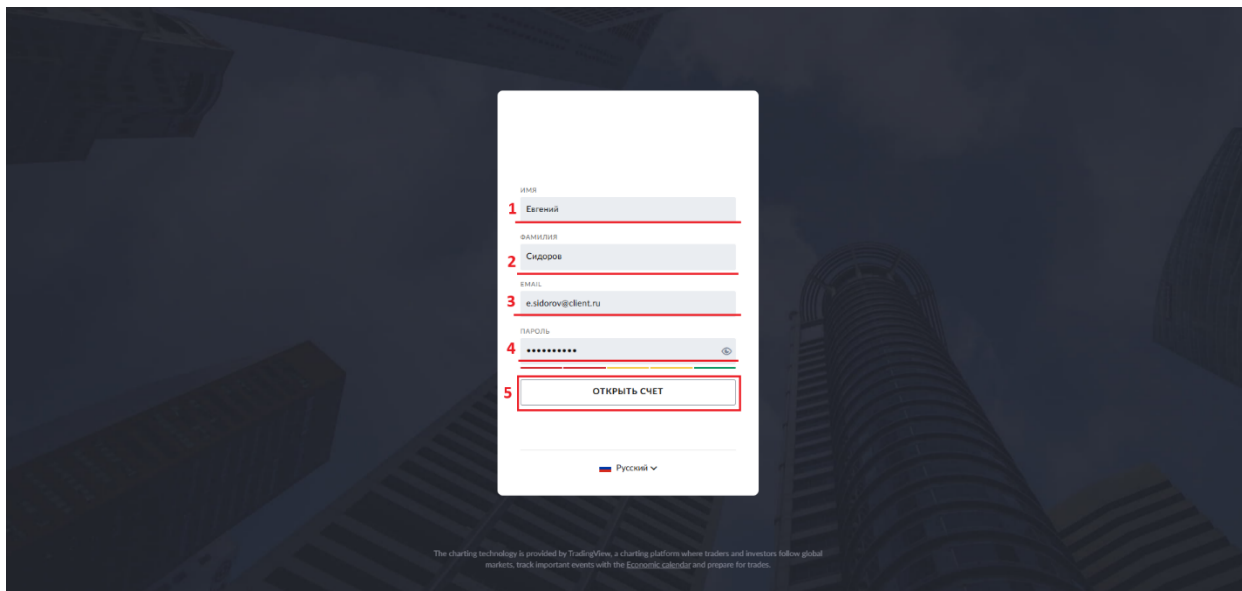 ИМЯ
1 Евгений
ФАМИЛИЯ
2 Сидоров
EMAIL
3 e.sidorov@client.ru
ПАРОЛЬ
4 ••••••••••
5 ОТКРЫТЬ СЧЕТ
Русский
The charting technology is provided by TradingView, a charting platform where traders and investors follow global
markets, track important events with the Economic calendar and prepare for trades.